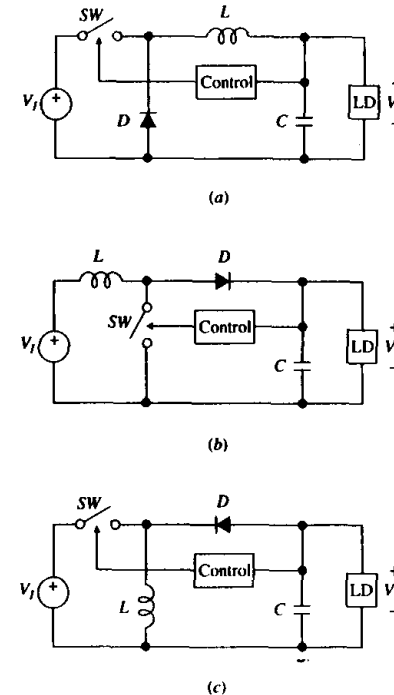 SW
L
V_I
+
Control
D
C
LD
+
V
−
(a)
L
D
SW
V_I
+
Control
C
LD
+
V
−
(b)
SW
D
V_I
+
Control
L
C
LD
+
V
−
(c)